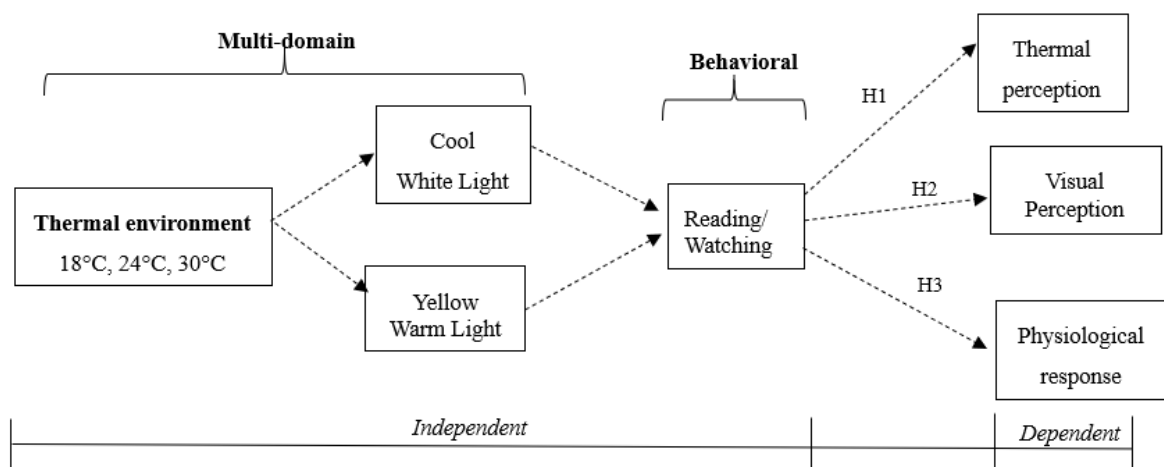 Multi-domain
Behavioral
Thermal environment
18°C, 24°C, 30°C
Cool
White Light
Yellow
Warm Light
Reading/
Watching
H1
H2
H3
Thermal
perception
Visual
Perception
Physiological
response
Independent
Dependent